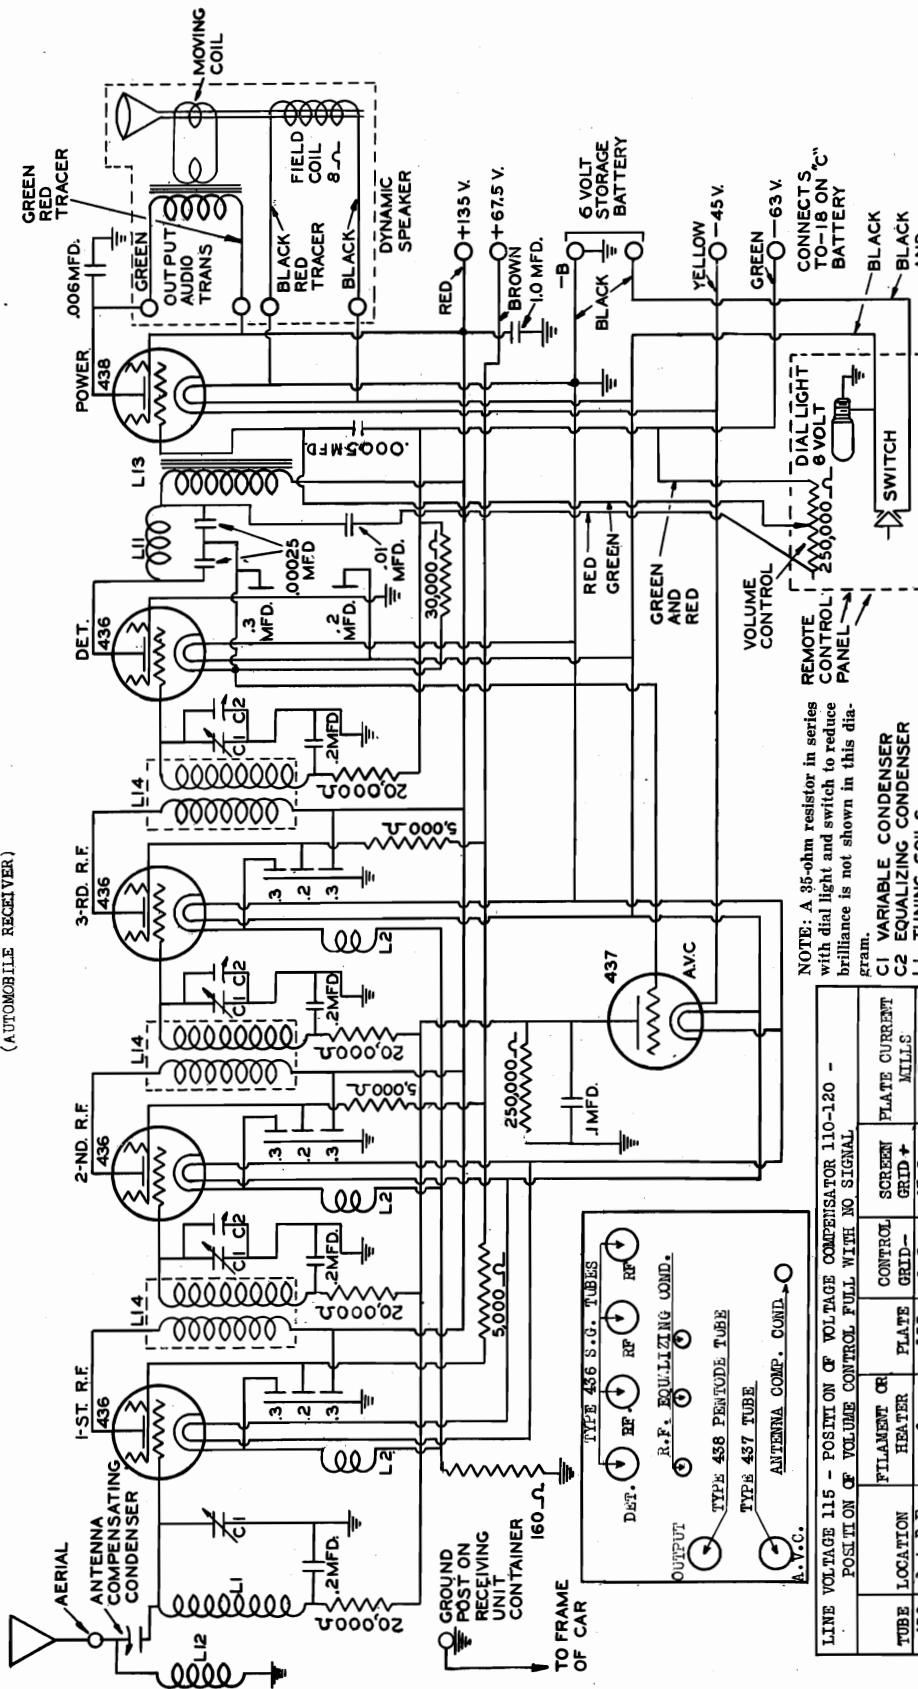 (AUTOMOBILE RECEIVER)
AERIAL
ANTENNA
COMPENSATING
CONDENSER
L12
L1
C1
.2MFD.
20,000Ω
1-ST. R.F.
436
.3
.2
.3
L2
L14
C1 C2
.2MFD.
20,000Ω
2-ND. R.F.
436
.3
.2
.3
L2
5,000Ω
L14
C1 C2
.2MFD.
20,000Ω
3-RD. R.F.
436
.3
.2
.3
L2
5,000Ω
L14
C1 C2
.2MFD
20,000Ω
DET.
436
L11
.00025
MFD
.3
MFD.
.2
MFD.
.01
MFD.
30,000Ω
L13
.0005MFD.
POWER
438
.006MFD.
GREEN
RED
TRACER
GREEN
OUTPUT
AUDIO
TRANS
MOVING
COIL
FIELD
COIL
8Ω
BLACK
RED
TRACER
BLACK
DYNAMIC
SPEAKER
RED
+135V.
+67.5 V.
BROWN
1.0 MFD.
-B
BLACK
6 VOLT
STORAGE
BATTERY
YELLOW
-45V.
GREEN
-63 V.
CONNECTS
TO-18 ON "C"
BATTERY
BLACK
BLACK
AND
RED
GREEN
GREEN
AND
RED
VOLUME
CONTROL
250,000Ω
DIAL LIGHT
6 VOLT
SWITCH
REMOTE
CONTROL
PANEL
5,000Ω
160Ω
GROUND
POST ON
RECEIVING
UNIT
CONTAINER
TO FRAME
OF CAR
250,000Ω
.1MFD.
437
A.V.C
NOTE: A 35-ohm resistor in series
with dial light and switch to reduce
brilliance is not shown in this dia-
gram.
C1 VARIABLE CONDENSER
C2 EQUALIZING CONDENSER
TYPE 436 S.G. TUBES
DET.
RF.
RF
RF
R.F. EQUALIZING COND.
OUTPUT
TYPE 438 PENTODE TUBE
TYPE 437 TUBE
A.V.C.
ANTENNA COMP. COND
LINE VOLTAGE 115 - POSITION OF VOLTAGE COMPENSATOR 110-120 -
POSITION OF VOLUME CONTROL FULL WITH NO SIGNAL
TUBE LOCATION FILAMENT OR HEATER PLATE CONTROL GRID- SCREEN GRID+ PLATE CURRENT MILLS